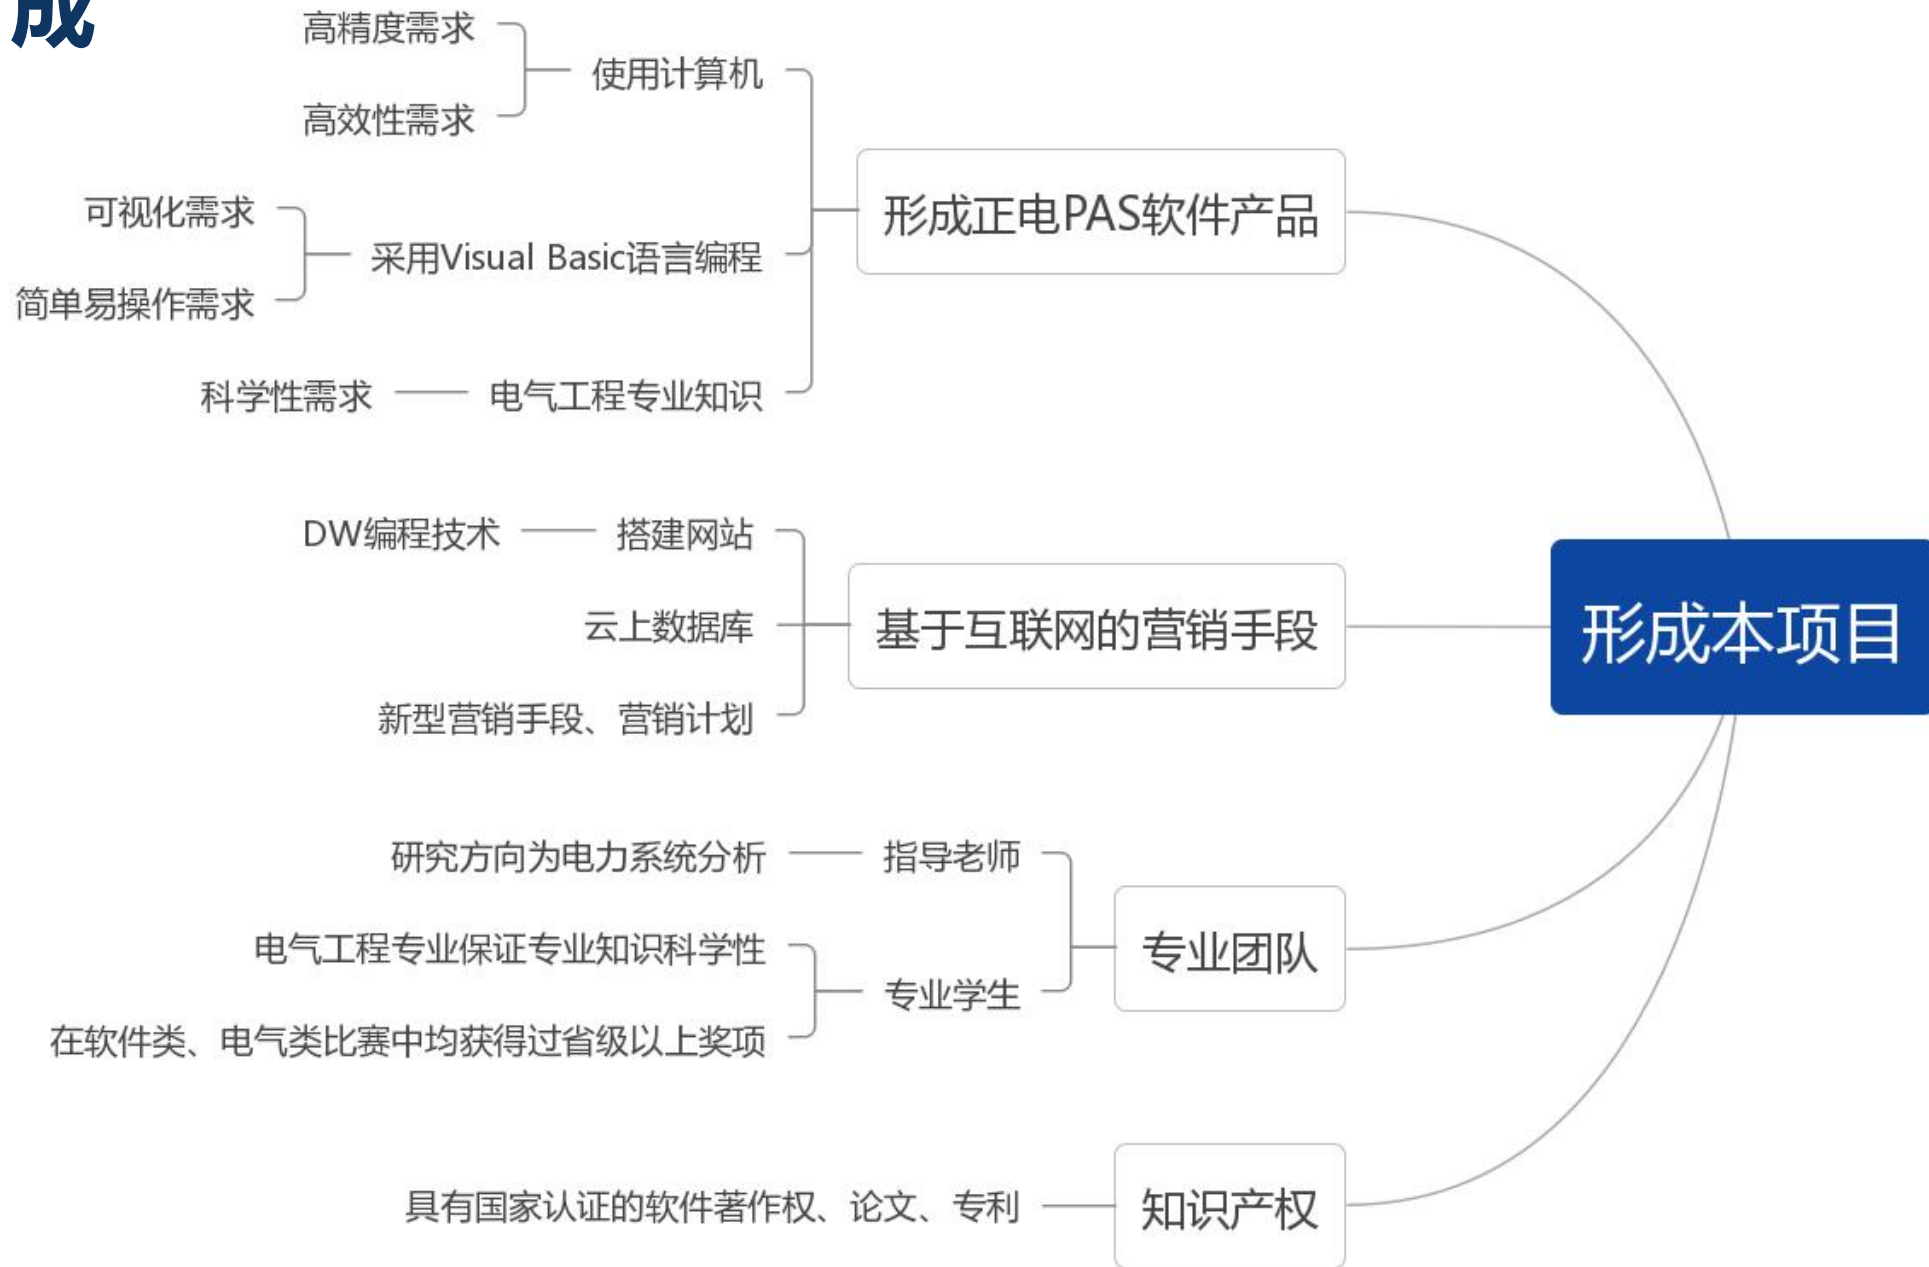 成
高精度需求
使用计算机
高效性需求
形成正电PAS软件产品
可视化需求
采用Visual Basic语言编程
简单易操作需求
科学性需求
电气工程专业知识
DW编程技术
搭建网站
云上数据库
基于互联网的营销手段
形成本项目
新型营销手段、营销计划
研究方向为电力系统分析
指导老师
电气工程专业保证专业知识科学性
专业团队
专业学生
在软件类、电气类比赛中均获得过省级以上奖项
具有国家认证的软件著作权、论文、专利
知识产权